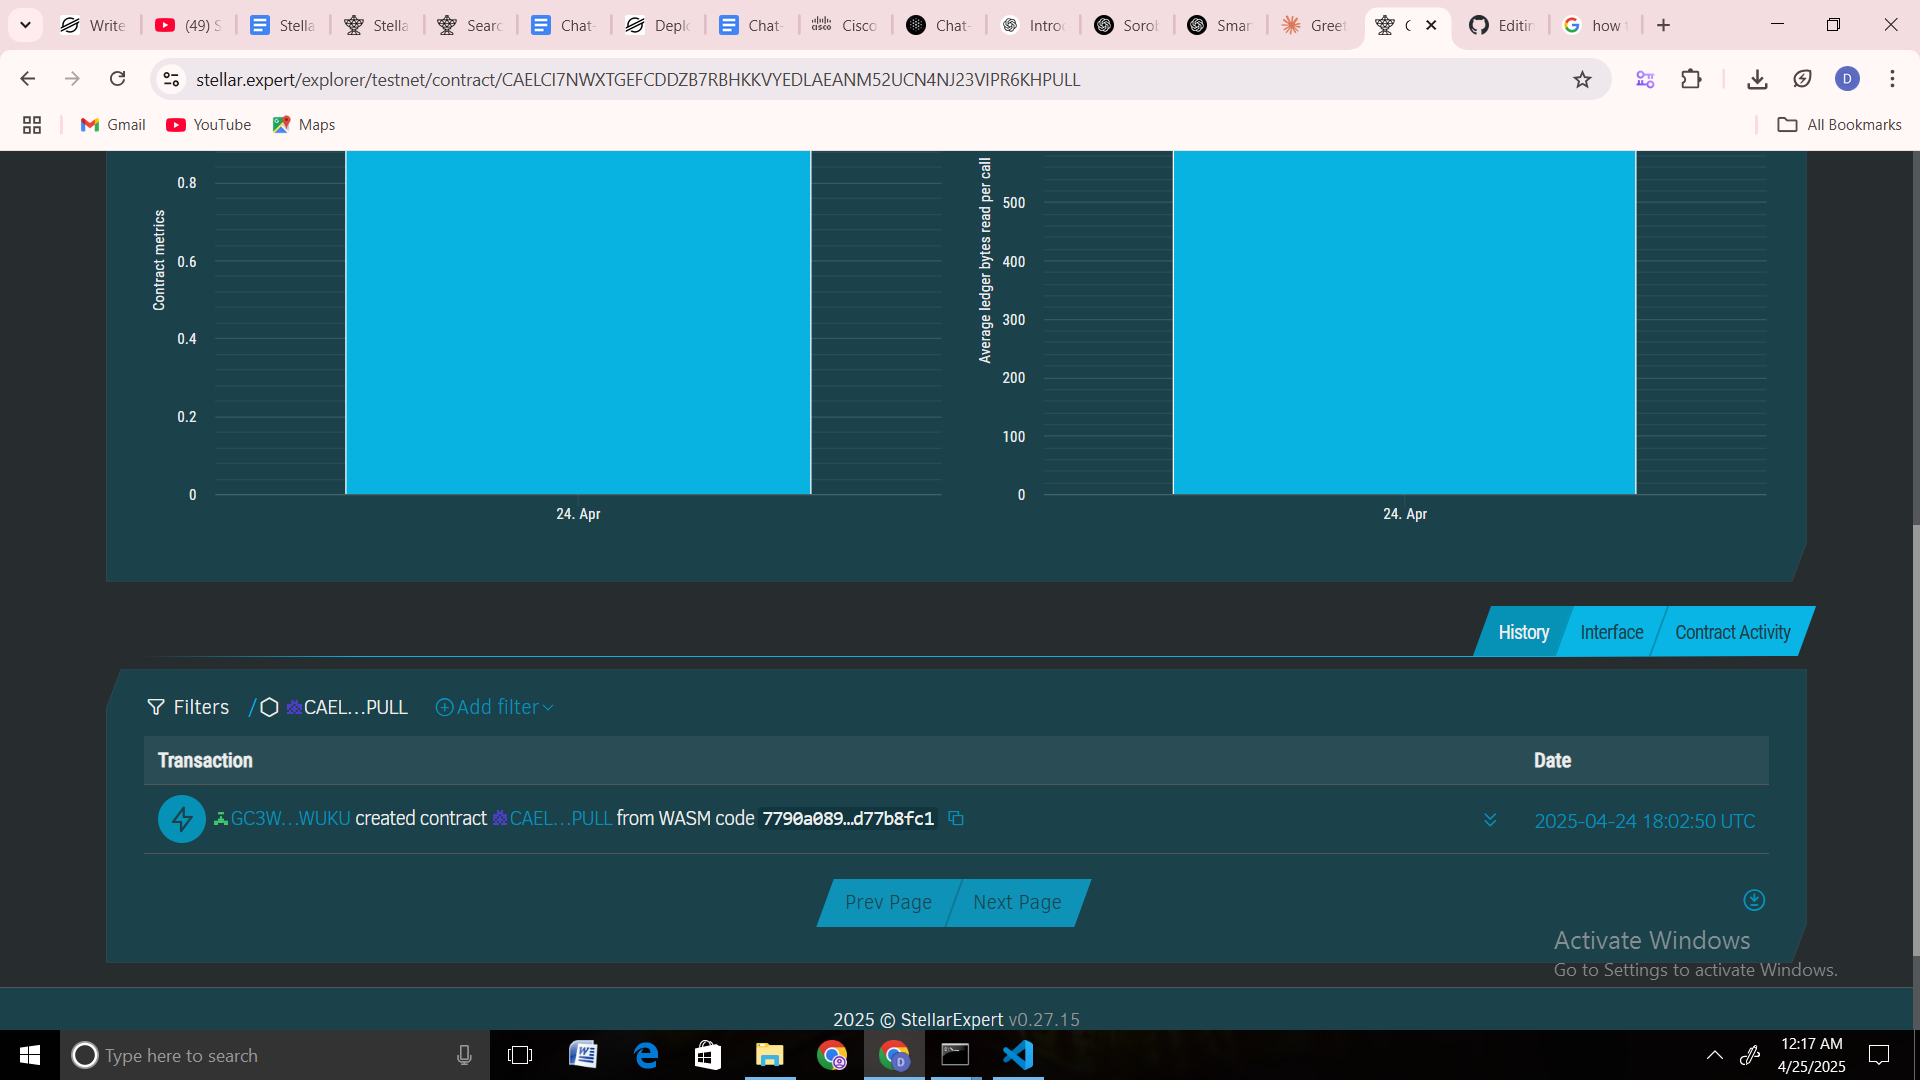 Write
(49) S
Stella
Stella
Searc
Chat-
Deplo
Chat-
Cisco
Chat-
Introd
Sorob
Smar
Greet
C
Editin
how t
stellar.expert/explorer/testnet/contract/CAELCI7NWXTGEFCDDZB7RBHKKVYEDLAEANM52UCN4NJ23VIPR6KHPULL
D
Gmail
YouTube
Maps
All Bookmarks
Contract metrics
0.8
0.6
0.4
0.2
0
24. Apr
Average ledger bytes read per call
500
400
300
200
100
0
24. Apr
History
Interface
Contract Activity
Filters
/ CAEL…PULL
Add filter
Transaction
Date
GC3W…WUKU created contract CAEL…PULL from WASM code 7790a089…d77b8fc1
2025-04-24 18:02:50 UTC
Prev Page
Next Page
Activate Windows
Go to Settings to activate Windows.
2025 © StellarExpert v0.27.15
Type here to search
12:17 AM
4/25/2025